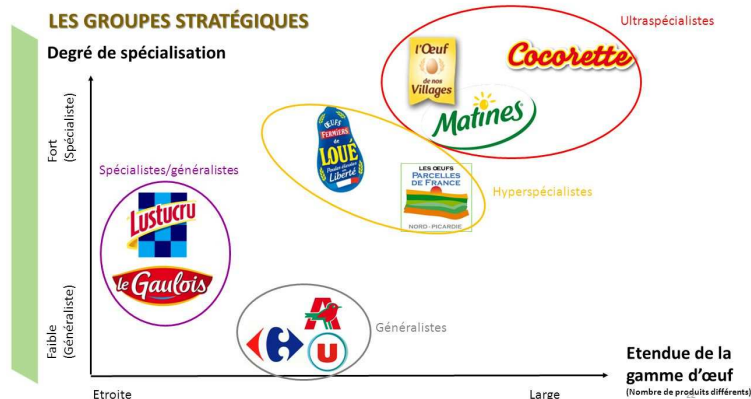 LES GROUPES STRATÉGIQUES
Ultraspécialistes
Degré de spécialisation
l'Œuf
de nos
Villages
Cocorette
Matines
Fort
(Spécialiste)
ŒUFS
FERMIERS
de
LOUÉ
Liberté
Spécialistes/généralistes
LES ŒUFS
PARCELLES
DE FRANCE
NORD - PICARDIE
Hyperspécialistes
Lustucru
le Gaulois
Faible
(Généraliste)
A
U
Généralistes
Etendue de la
gamme d'œuf
(Nombre de produits différents)
Etroite
Large